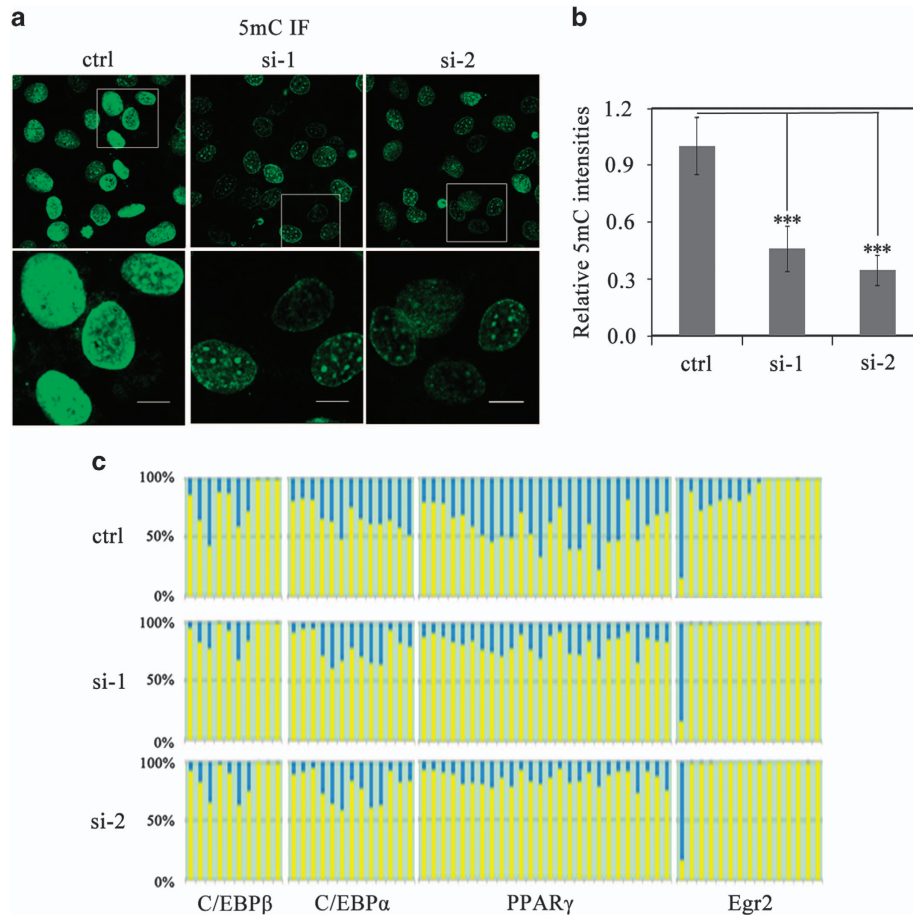 a
5mC IF
ctrl si-1 si-2
b
Relative 5mC intensities
1.2
0.9
0.6
0.3
0.0
***
***
ctrl si-1 si-2
c
ctrl
100%
50%
0%
si-1
100%
50%
0%
si-2
100%
50%
0%
C/EBPβ C/EBPα PPARγ Egr2